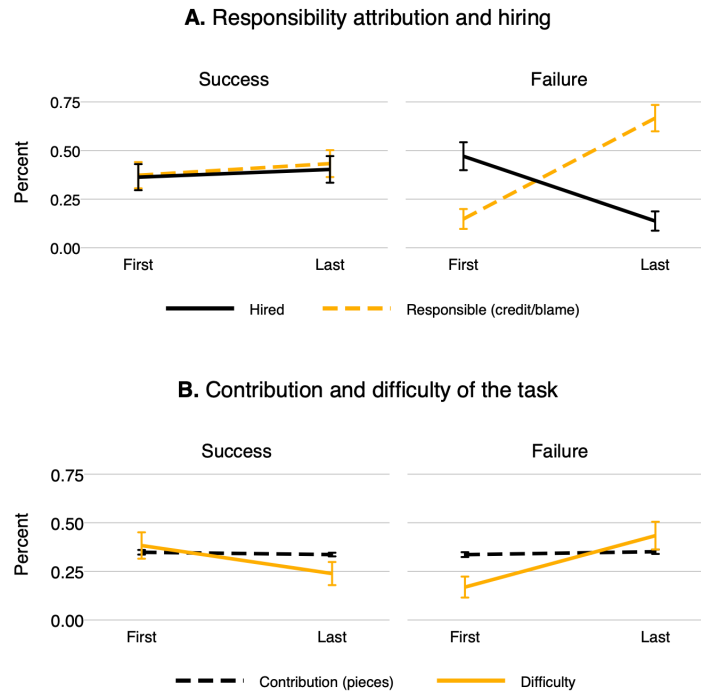 A. Responsibility attribution and hiring
Success
Failure
Percent
0.75
0.50
0.25
0.00
First
Last
First
Last
Hired
Responsible (credit/blame)
B. Contribution and difficulty of the task
Success
Failure
Percent
0.75
0.50
0.25
0.00
First
Last
First
Last
Contribution (pieces)
Difficulty